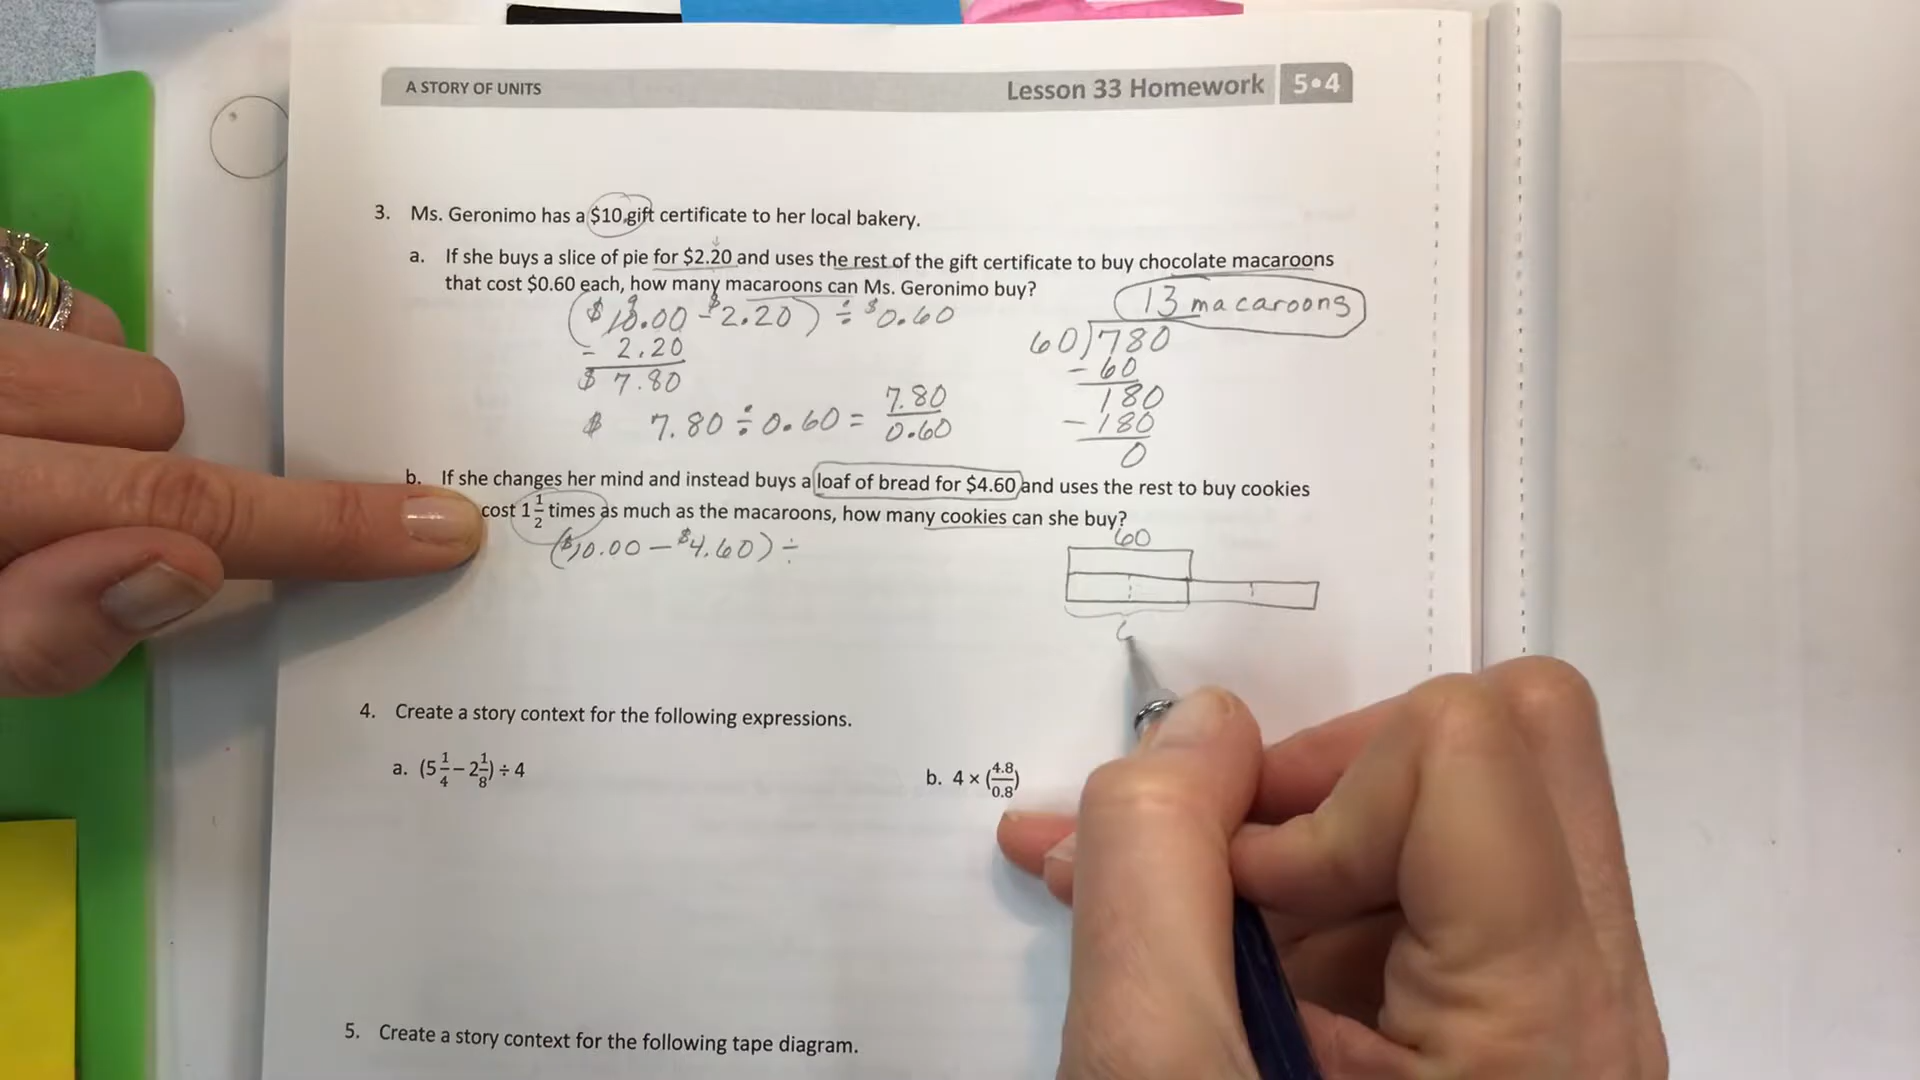 A STORY OF UNITS
Lesson 33 Homework 5•4
3. Ms. Geronimo has a $10 gift certificate to her local bakery.
a. If she buys a slice of pie for $2.20 and uses the rest of the gift certificate to buy chocolate macaroons
that cost $0.60 each, how many macaroons can Ms. Geronimo buy?
($10.00 - $2.20) ÷ $0.60
- 2.20
$ 7.80
$ 7.80 ÷ 0.60 = 7.80/0.60
13 macaroons
60)780
- 60
180
- 180
0
b. If she changes her mind and instead buys a loaf of bread for $4.60 and uses the rest to buy cookies
cost 1 1/2 times as much as the macaroons, how many cookies can she buy?
($10.00 - $4.60) ÷
60
4. Create a story context for the following expressions.
a. (5 1/4 - 2 1/8) ÷ 4
b. 4 × (4.8/0.8)
5. Create a story context for the following tape diagram.